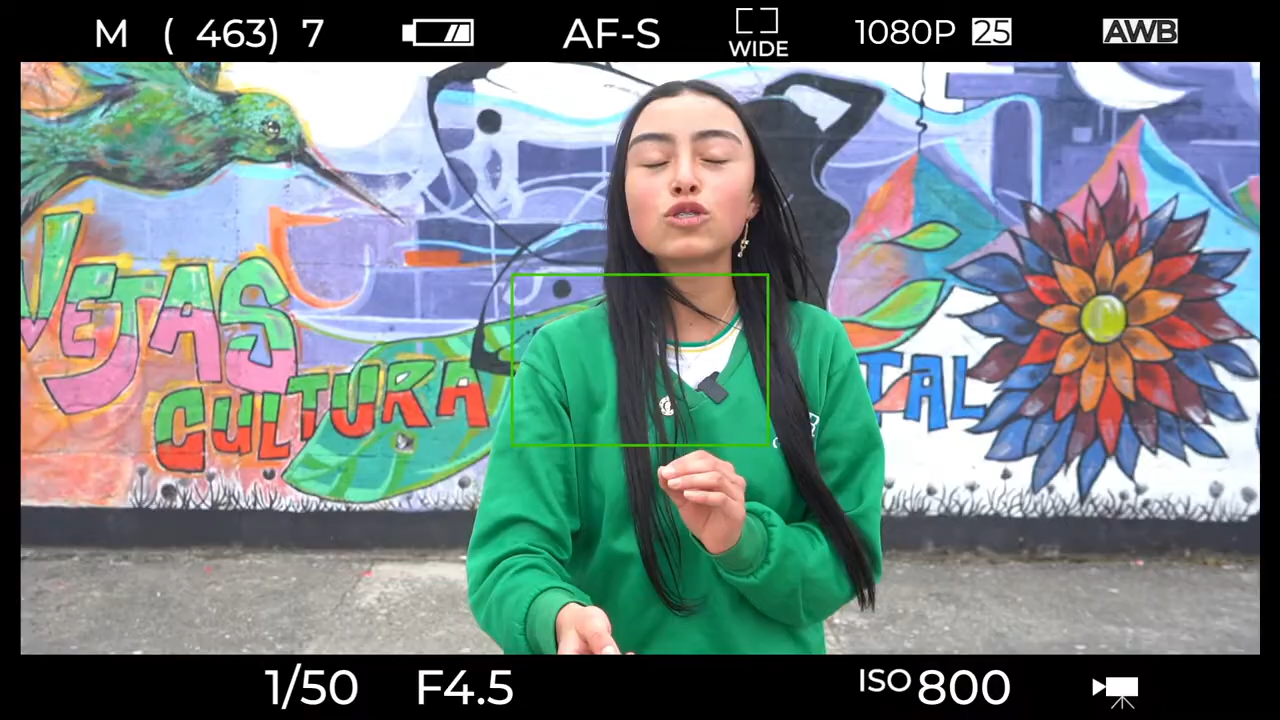 M ( 463) 7 AF-S WIDE 1080P 25 AWB
VEJAS
CULTURA
TAL
1/50 F4.5 ISO 800